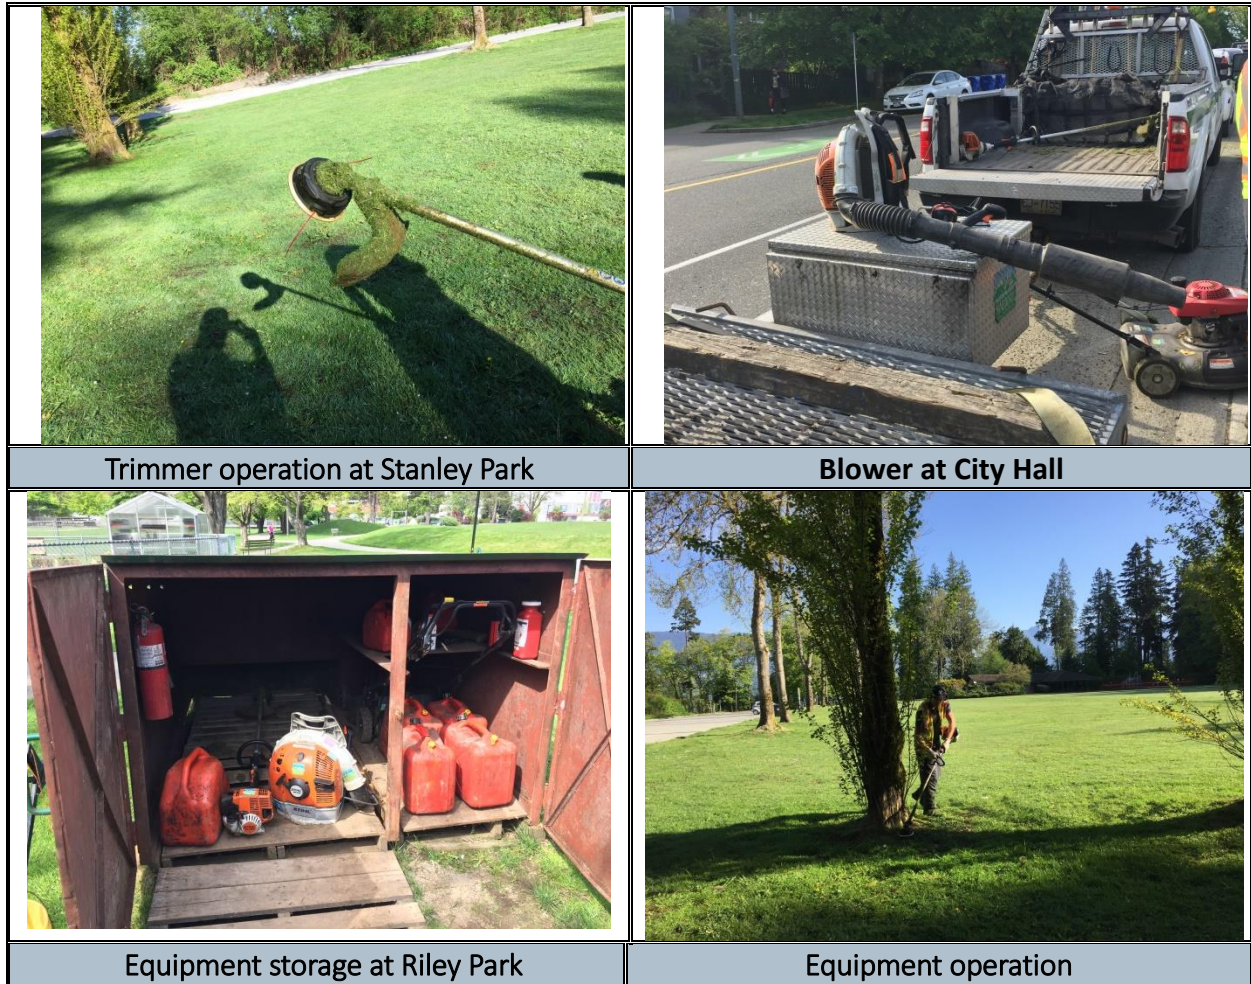 Trimmer operation at Stanley Park
Blower at City Hall
Equipment storage at Riley Park
Equipment operation